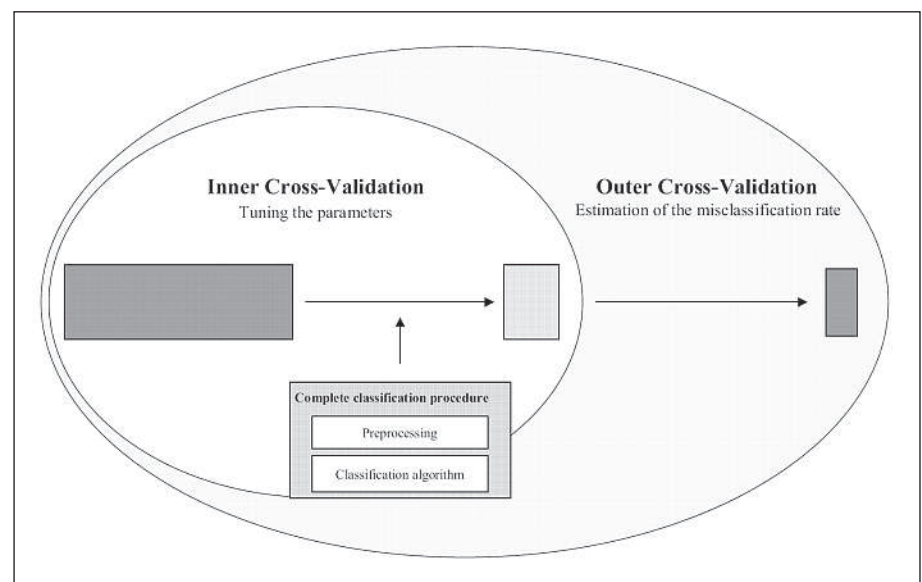 Inner Cross-Validation
Tuning the parameters
Outer Cross-Validation
Estimation of the misclassification rate
Complete classification procedure
Preprocessing
Classification algorithm